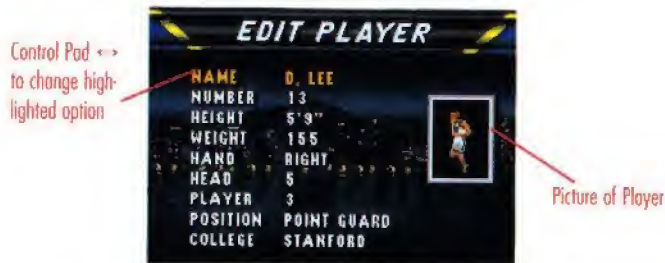 EDIT PLAYER
Control Pad ‹ ›
to change high-
lighted option
NAME D. LEE
NUMBER 13
HEIGHT 5'9"
WEIGHT 155
HAND RIGHT
HEAD 5
PLAYER 3
POSITION POINT GUARD
COLLEGE STANFORD
Picture of Player